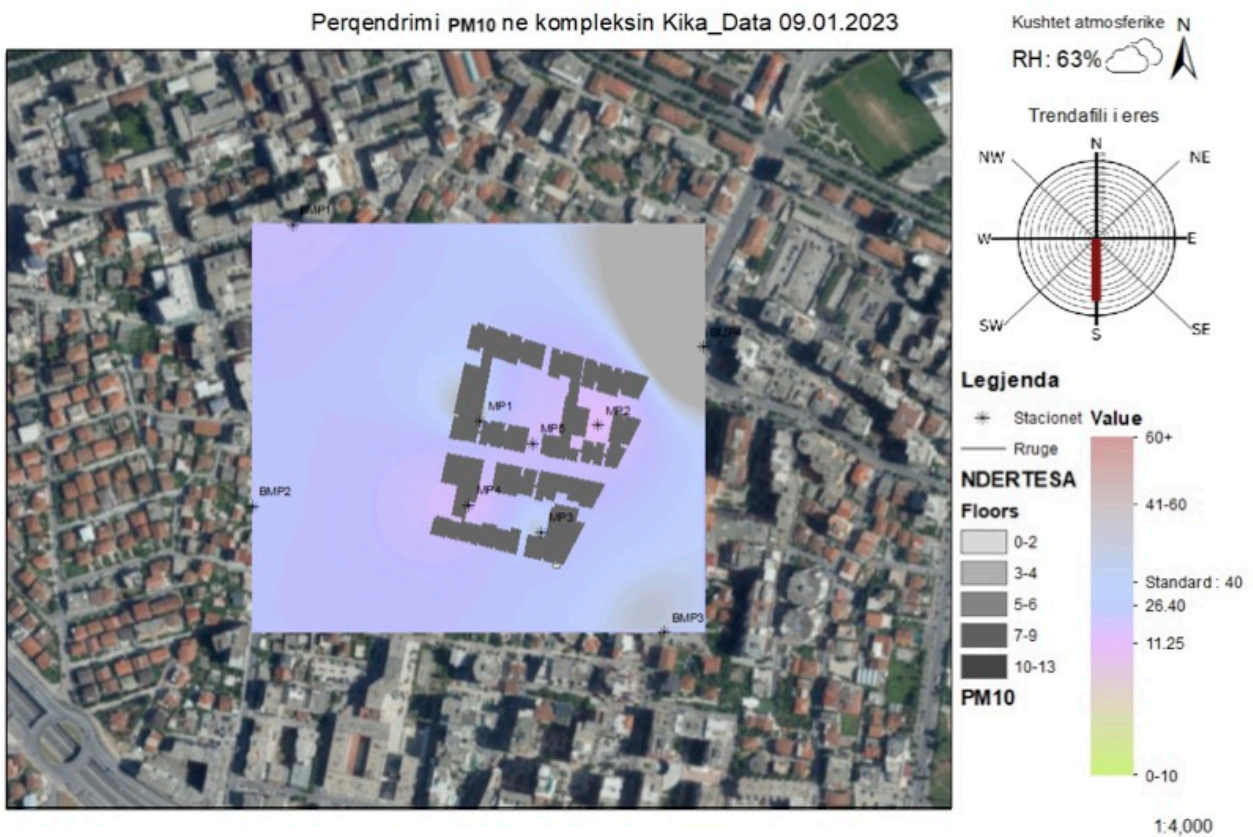 Perqendrimi PM10 ne kompleksin Kika_Data 09.01.2023
Kushtet atmosferike N
RH: 63%
Trendafili i eres
N
NW NE
W E
SW SE
S
BMP1
BMP4
MP1
MP2
MP5
BMP2
MP4
MP3
BMP3
Legjenda
Stacionet
Rruge
NDERTESA
Floors
0-2
3-4
5-6
7-9
10-13
PM10
Value
60+
41-60
Standard : 40
26.40
11.25
0-10
1:4,000